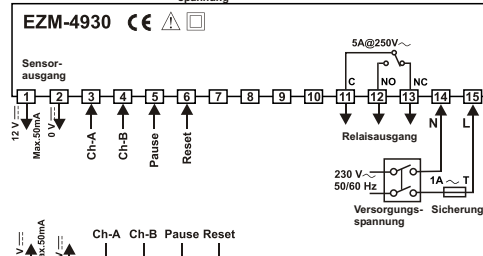 spannung
EZM-4930 CE
5A@250V~
Sensor-
ausgang
C NO NC
1 2 3 4 5 6 7 8 9 10 11 12 13 14 15
12 V
Max.50mA
0 V
Ch-A
Ch-B
Pause
Reset
Relaisausgang
N L
230 V~
50/60 Hz
1A ~ T
Versorgungs-
spannung
Sicherung
Ch-A Ch-B Pause Reset